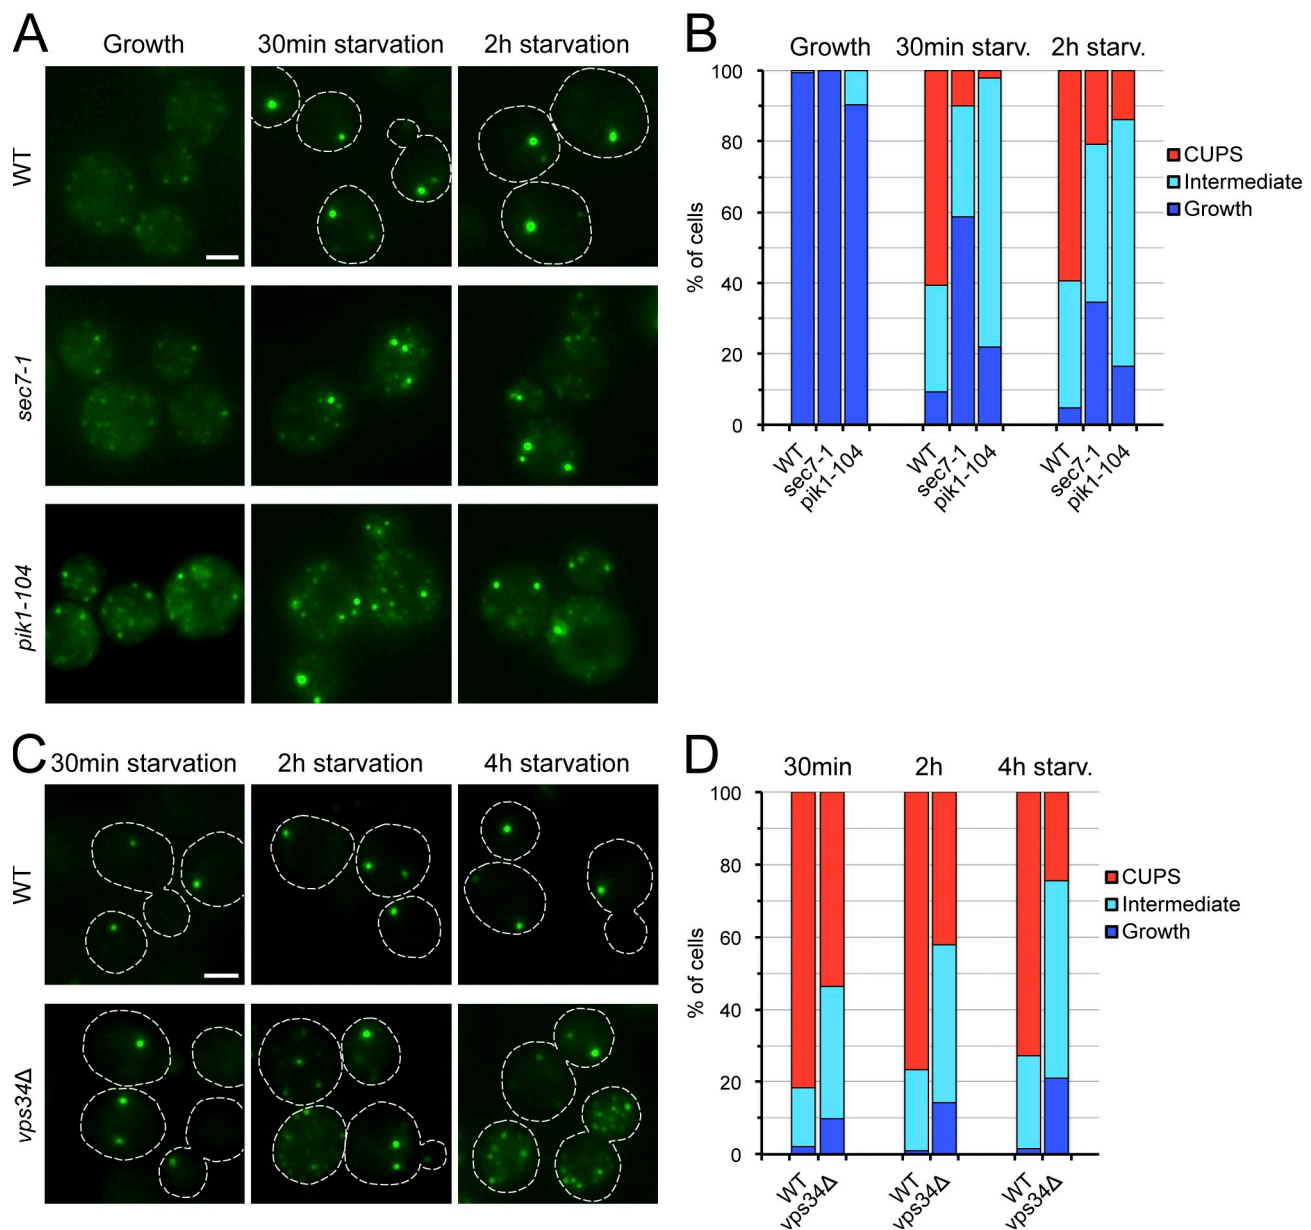 A
Growth 30min starvation 2h starvation
WT
sec7-1
pik1-104
B
Growth 30min starv. 2h starv.
100
80
60
40
20
0
% of cells
WT sec7-1 pik1-104 WT sec7-1 pik1-104 WT sec7-1 pik1-104
CUPS
Intermediate
Growth
C
30min starvation 2h starvation 4h starvation
WT
vps34Δ
D
30min 2h 4h starv.
100
80
60
40
20
0
% of cells
WT vps34Δ WT vps34Δ WT vps34Δ
CUPS
Intermediate
Growth